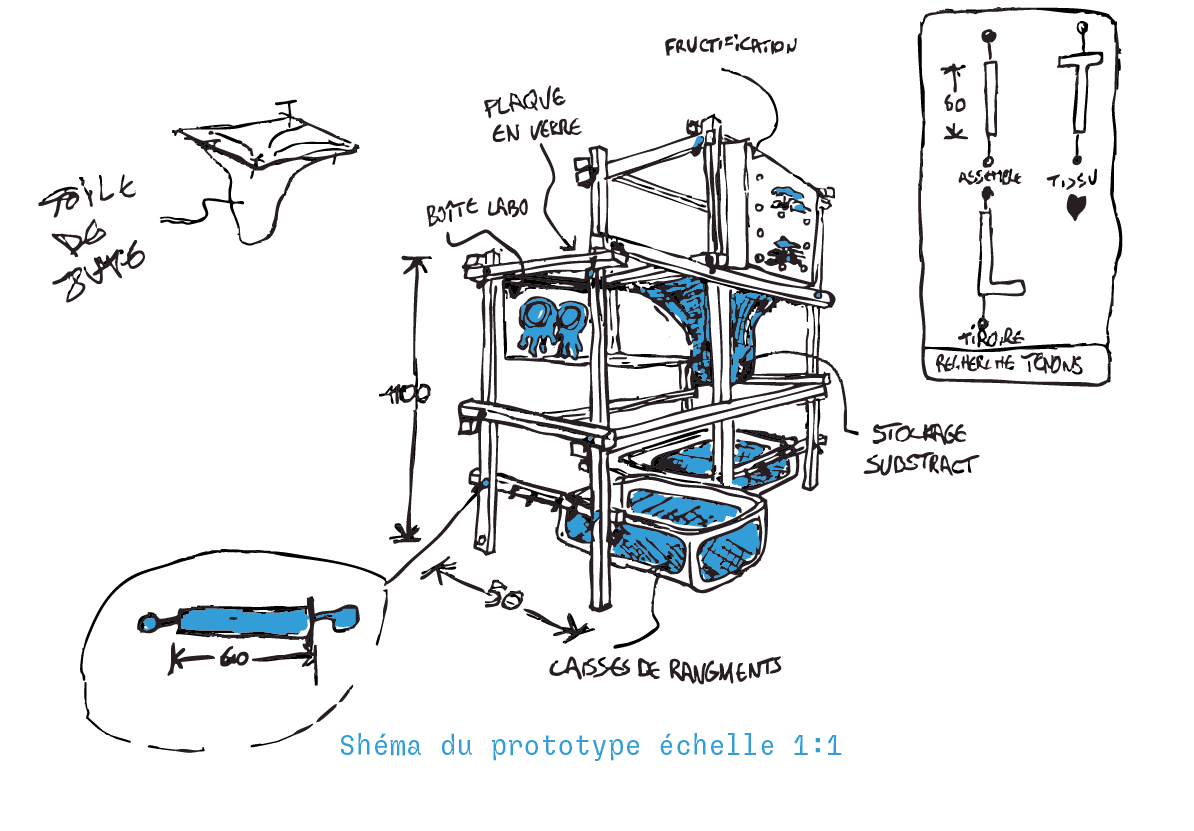 FRUCTIFICATION
PLAQUE
EN VERRE
BOÎTE LABO
TOILE
DE
JUTE
1100
50
60
CAISSES DE RANGMENTS
STOCKAGE
SUBSTRACT
60
ASSEMBLE
TISSU
TIROIRE
RECHERCHE TENONS
Shéma du prototype échelle 1:1